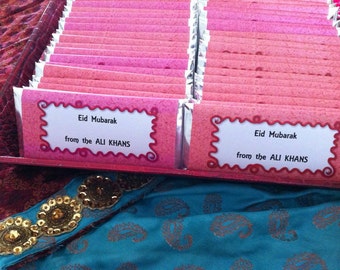 Eid Mubarak
from the ALI KHANS
Eid Mubarak
from the ALI KHANS